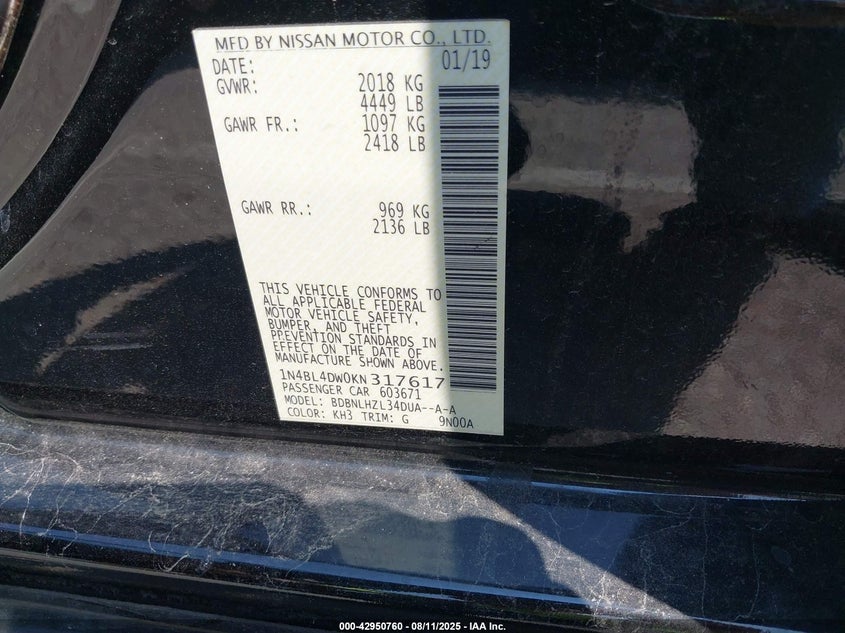 MFD BY NISSAN MOTOR CO., LTD.
DATE: 01/19
GVWR: 2018 KG
4449 LB
GAWR FR.: 1097 KG
2418 LB
GAWR RR.: 969 KG
2136 LB
THIS VEHICLE CONFORMS TO
ALL APPLICABLE FEDERAL
MOTOR VEHICLE SAFETY,
BUMPER, AND THEFT
PREVENTION STANDARDS IN
EFFECT ON THE DATE OF
MANUFACTURE SHOWN ABOVE.
1N4BL4DW0KN317617
PASSENGER CAR 603671
MODEL: BDBNLHZL34DUA--A-A
COLOR: KH3 TRIM: G 9N00A
000-42950760 - 08/11/2025 - IAA Inc.